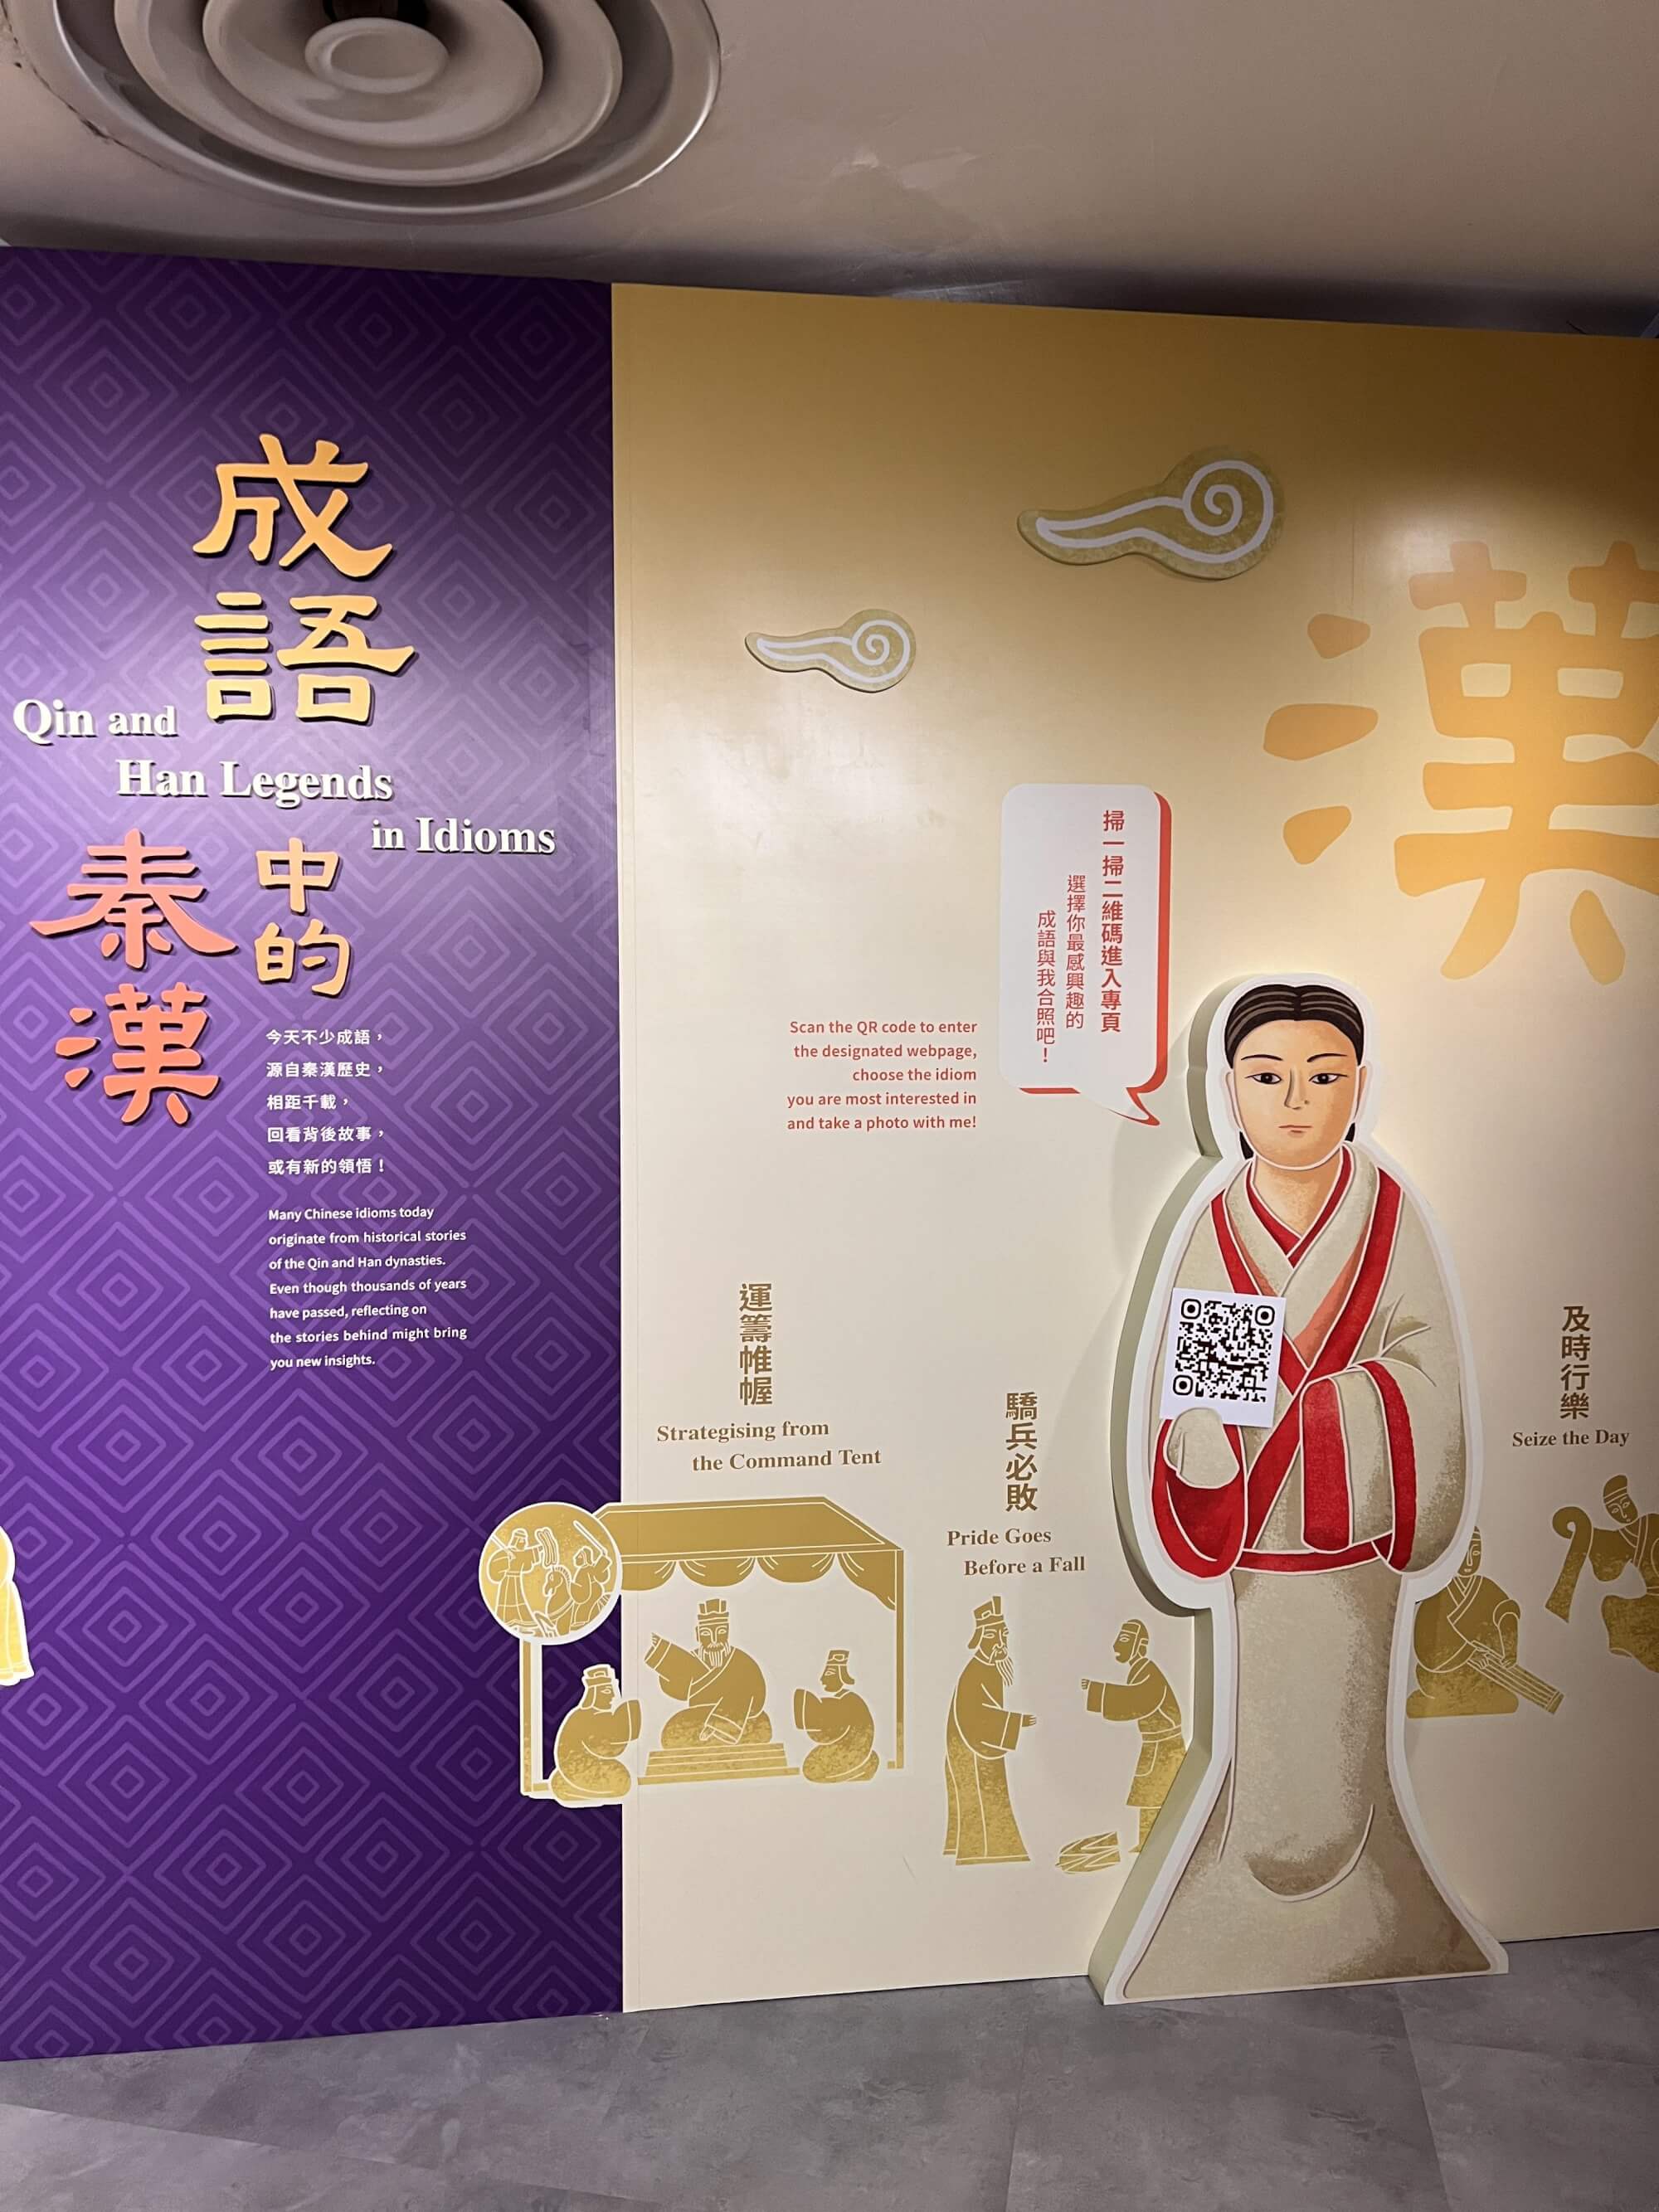 成語
Qin and
Han Legends
in Idioms
中的
秦漢
今天不少成語，
源自秦漢歷史，
相距千載，
回看背後故事，
或有新的領悟！
Many Chinese idioms today
originate from historical stories
of the Qin and Han dynasties.
Even though thousands of years
have passed, reflecting on
the stories behind might bring
you new insights.
漢
掃一掃二維碼進入專頁
選擇你最感興趣的
成語與我合照吧！
Scan the QR code to enter
the designated webpage,
choose the idiom
you are most interested in
and take a photo with me!
運籌帷幄
Strategising from
the Command Tent
驕兵必敗
Pride Goes
Before a Fall
及時行樂
Seize the Day